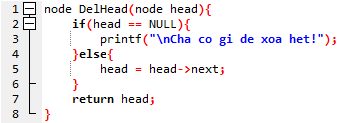 1 node DelHead(node head){
2 if(head == NULL){
3 printf("\nCha co gi de xoa het!");
4 }else{
5 head = head->next;
6 }
7 return head;
8 }